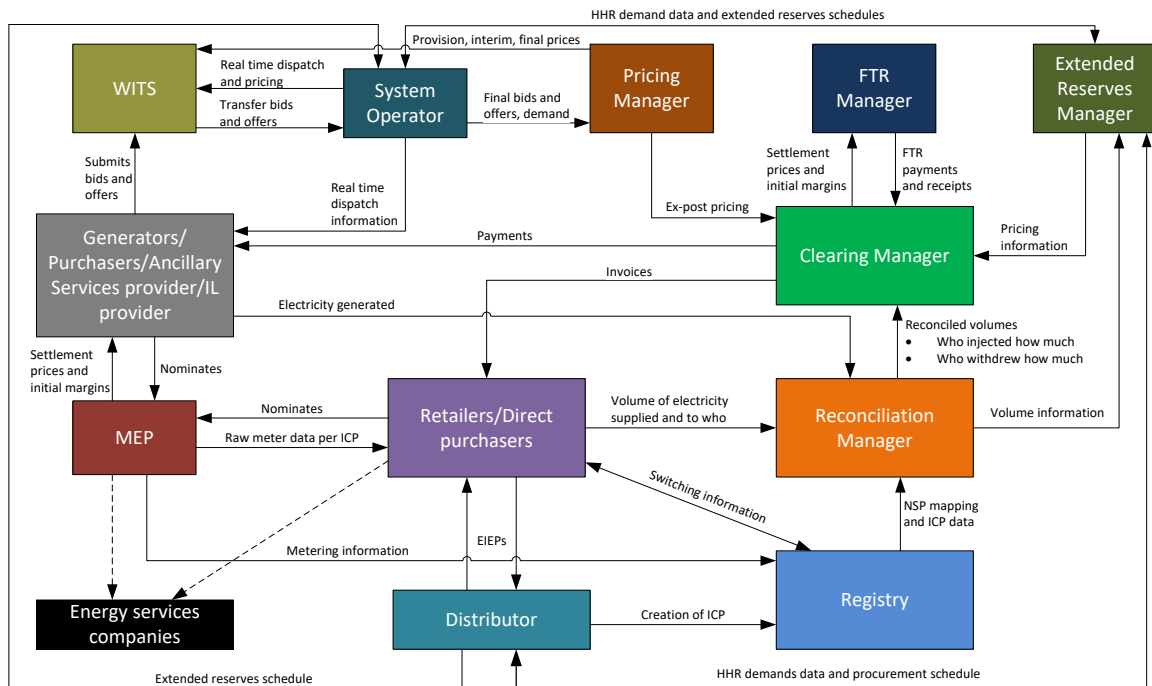 HHR demand data and extended reserves schedules
Provision, interim, final prices
WITS
Real time
dispatch
and pricing
Transfer bids
and offers
System
Operator
Final bids and
offers, demand
Pricing
Manager
FTR
Manager
Extended
Reserves
Manager
Submits
bids and
offers
Real time
dispatch
information
Settlement
prices and
initial margins
FTR
payments
and receipts
Ex-post pricing
Pricing
information
Generators/
Purchasers/Ancillary
Services provider/IL
provider
Payments
Clearing Manager
Invoices
Electricity generated
Reconciled volumes
• Who injected how much
• Who withdrew how much
Settlement
prices and
initial margins
Nominates
MEP
Nominates
Raw meter data per ICP
Retailers/Direct
purchasers
Volume of electricity
supplied and to who
Reconciliation
Manager
Volume information
Switching information
NSP mapping
and ICP data
EIEPs
Metering information
Energy services
companies
Distributor
Creation of ICP
Registry
Extended reserves schedule
HHR demands data and procurement schedule